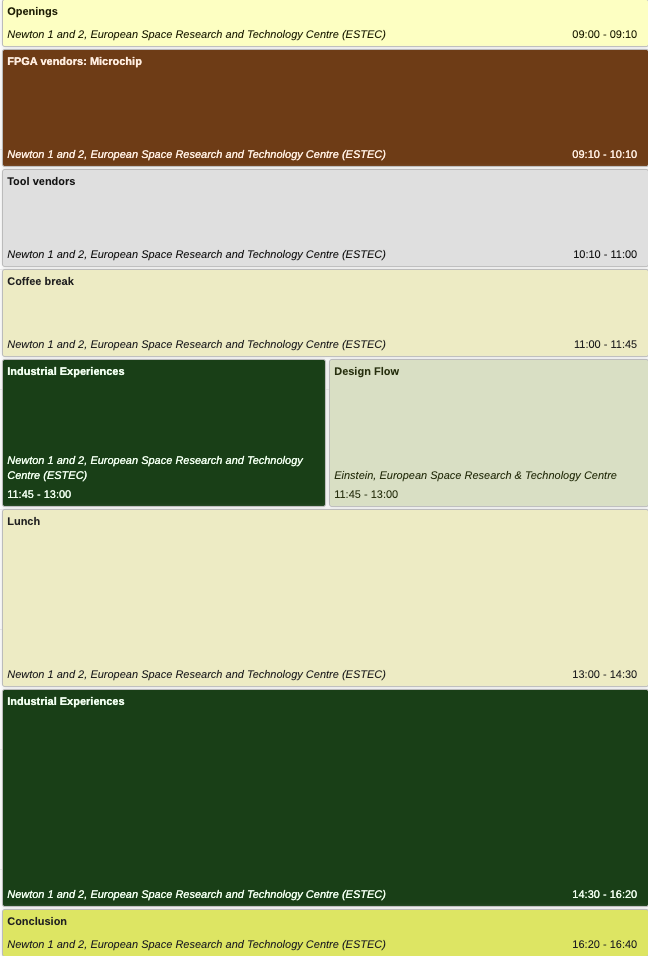 Openings
Newton 1 and 2, European Space Research and Technology Centre (ESTEC) 09:00 - 09:10
FPGA vendors: Microchip
Newton 1 and 2, European Space Research and Technology Centre (ESTEC) 09:10 - 10:10
Tool vendors
Newton 1 and 2, European Space Research and Technology Centre (ESTEC) 10:10 - 11:00
Coffee break
Newton 1 and 2, European Space Research and Technology Centre (ESTEC) 11:00 - 11:45
Industrial Experiences
Newton 1 and 2, European Space Research and Technology
Centre (ESTEC)
11:45 - 13:00
Design Flow
Einstein, European Space Research & Technology Centre
11:45 - 13:00
Lunch
Newton 1 and 2, European Space Research and Technology Centre (ESTEC) 13:00 - 14:30
Industrial Experiences
Newton 1 and 2, European Space Research and Technology Centre (ESTEC) 14:30 - 16:20
Conclusion
Newton 1 and 2, European Space Research and Technology Centre (ESTEC) 16:20 - 16:40